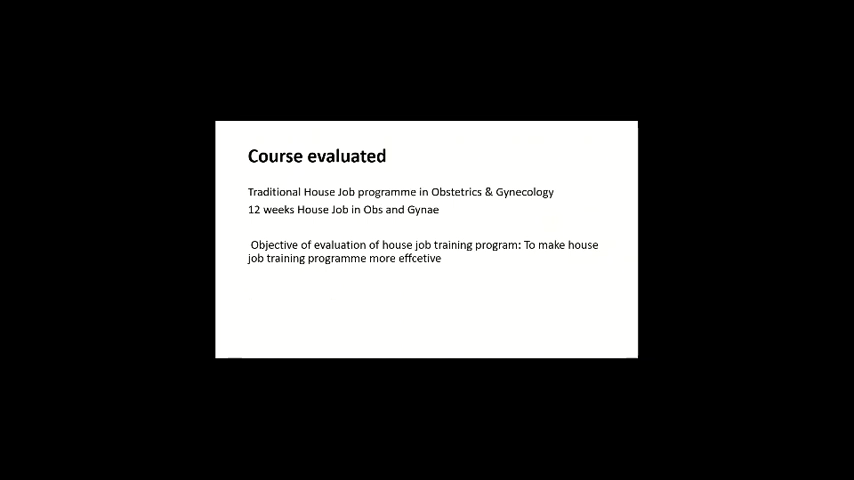 Course evaluated
Traditional House Job programme in Obstetrics & Gynecology
12 weeks House Job in Obs and Gynae
Objective of evaluation of house job training program: To make house
job training programme more effcetive